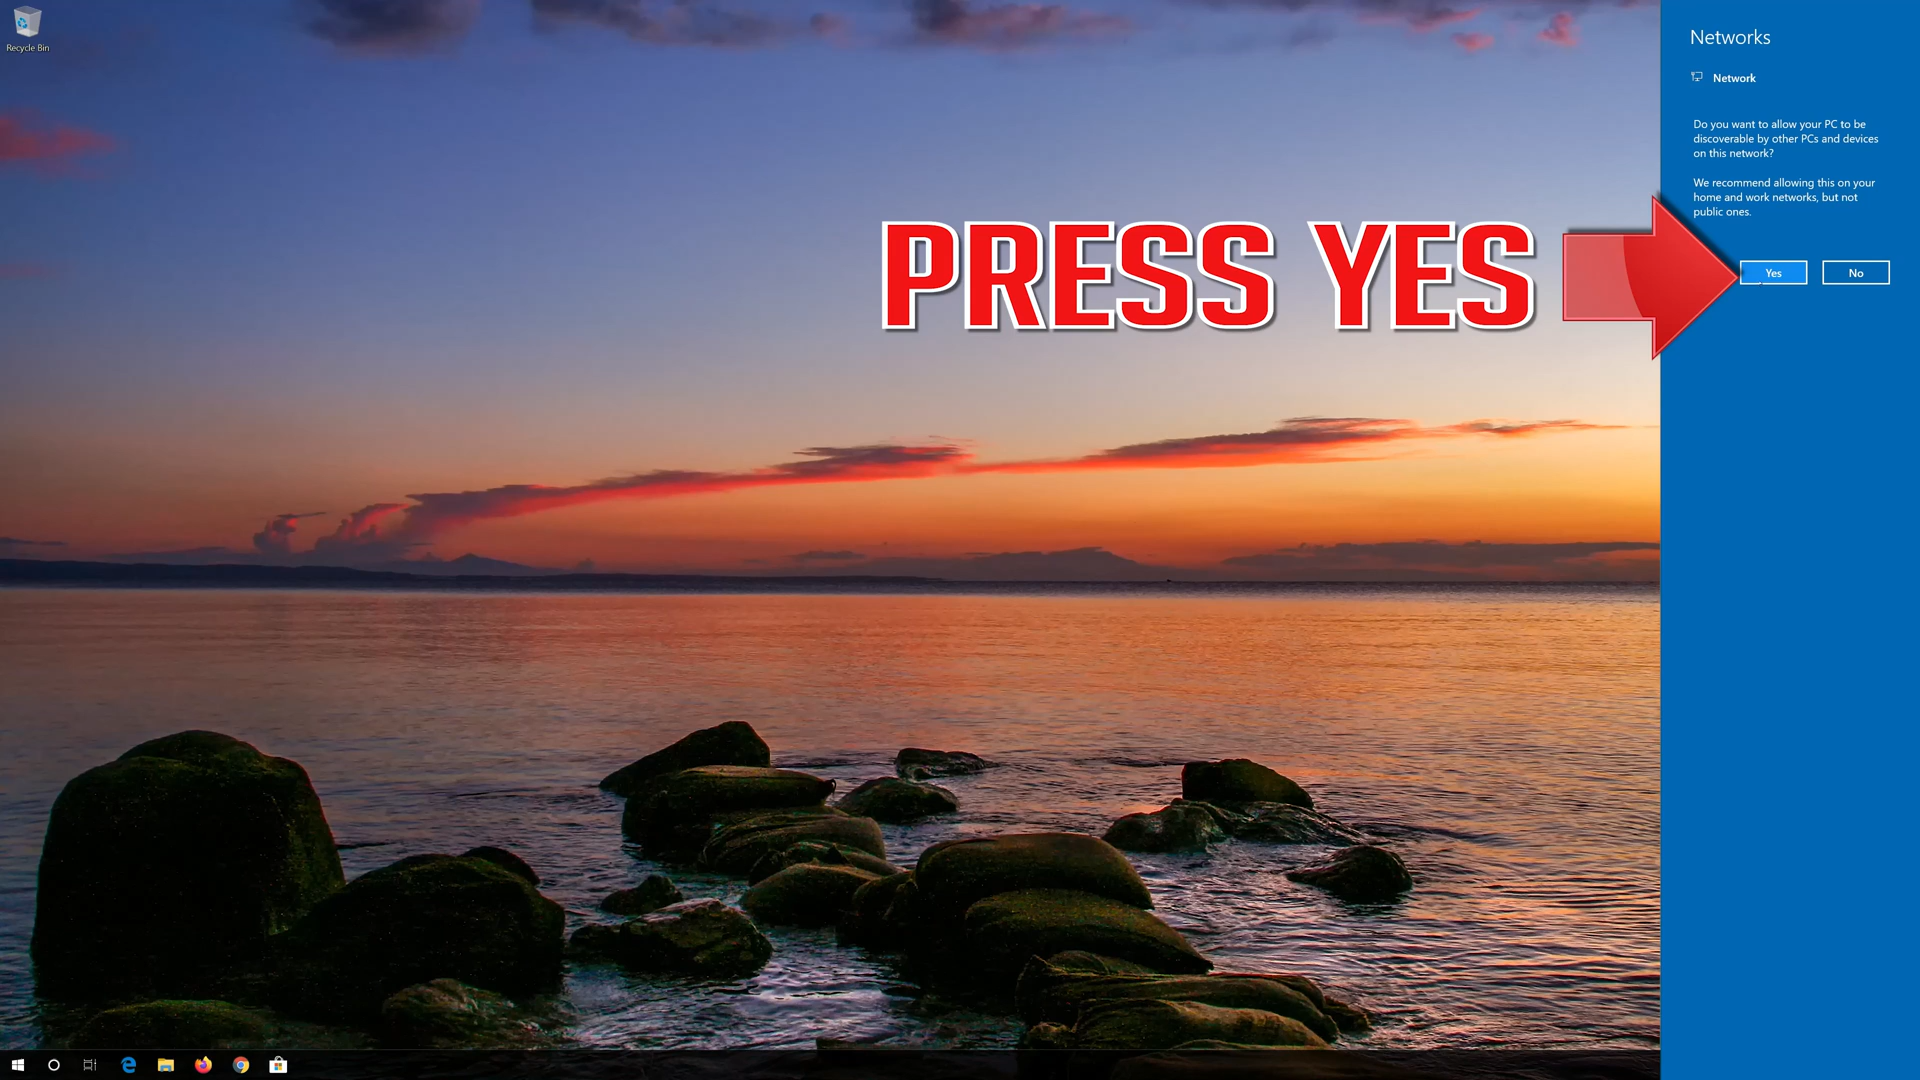 Recycle Bin
Networks
Network
Do you want to allow your PC to be
discoverable by other PCs and devices
on this network?
We recommend allowing this on your
home and work networks, but not
public ones.
PRESS YES
Yes
No